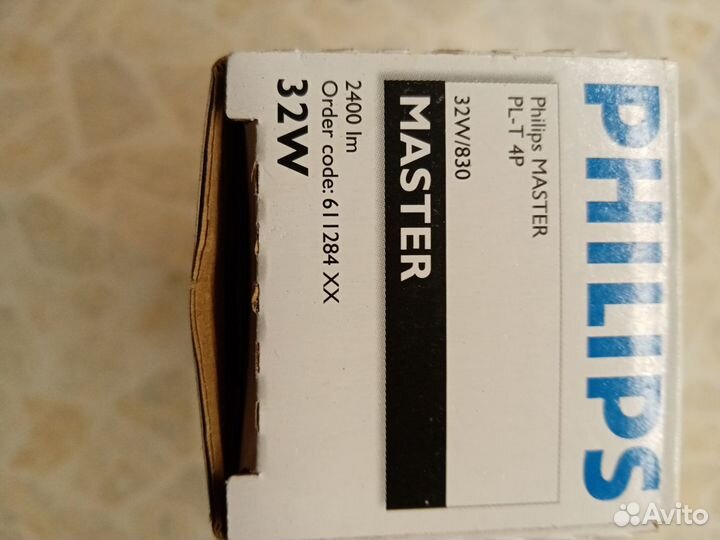 PHILIPS
Philips MASTER
PL-T 4P
32W/830
MASTER
2400 lm
Order code: 611284 XX
32W
Avito